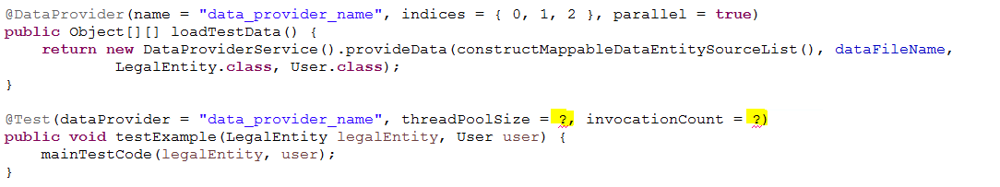 @DataProvider(name = "data_provider_name", indices = { 0, 1, 2 }, parallel = true)
public Object[][] loadTestData() {
    return new DataProviderService().provideData(constructMappableDataEntitySourceList(), dataFileName,
            LegalEntity.class, User.class);
}
@Test(dataProvider = "data_provider_name", threadPoolSize = ?, invocationCount = ?)
public void testExample(LegalEntity legalEntity, User user) {
    mainTestCode(legalEntity, user);
}